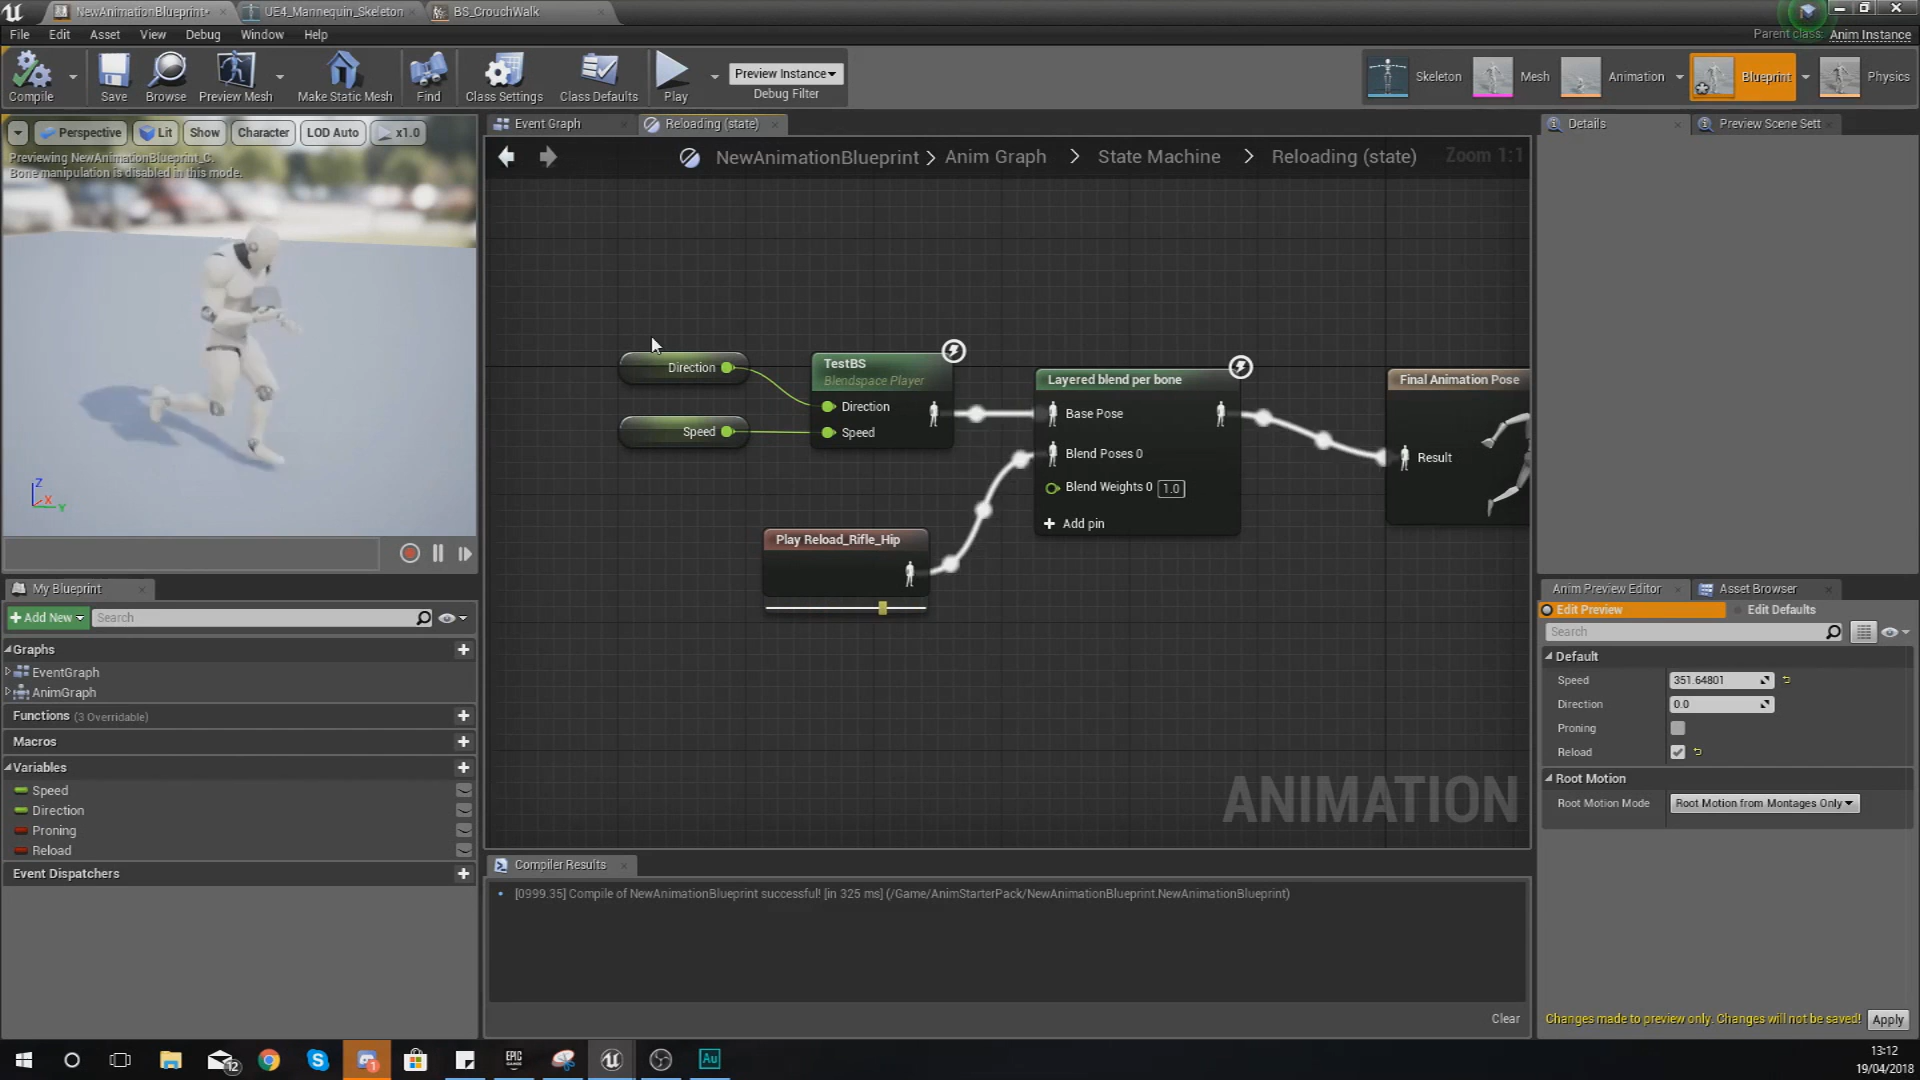 NewAnimationBlueprint*
UE4_Mannequin_Skeleton
BS_CrouchWalk
File Edit Asset View Debug Window Help
Parent class: Anim Instance
Compile
Save
Browse
Preview Mesh
Make Static Mesh
Find
Class Settings
Class Defaults
Play
Preview Instance
Debug Filter
Skeleton
Mesh
Animation
Blueprint
Physics
Perspective
Lit
Show
Character
LOD Auto
x1.0
Previewing NewAnimationBlueprint_C.
Bone manipulation is disabled in this mode.
Z
X
Y
Event Graph
Reloading (state)
NewAnimationBlueprint > Anim Graph > State Machine > Reloading (state)
Zoom 1:1
Direction
Speed
TestBS
Blendspace Player
Direction
Speed
Play Reload_Rifle_Hip
Layered blend per bone
Base Pose
Blend Poses 0
Blend Weights 0 1.0
Add pin
Final Animation Pose
Result
ANIMATION
My Blueprint
Add New
Search
Graphs
EventGraph
AnimGraph
Functions (3 Overridable)
Macros
Variables
Speed
Direction
Proning
Reload
Event Dispatchers
Compiler Results
[0999.35] Compile of NewAnimationBlueprint successful! [in 325 ms] (/Game/AnimStarterPack/NewAnimationBlueprint.NewAnimationBlueprint)
Clear
Details
Preview Scene Sett
Anim Preview Editor
Asset Browser
Edit Preview
Edit Defaults
Search
Default
Speed 351.64801
Direction 0.0
Proning
Reload
Root Motion
Root Motion Mode Root Motion from Montages Only
Changes made to preview only. Changes will not be saved!
Apply
12
EPIC
GAMES
1
Au
13:12
19/04/2018